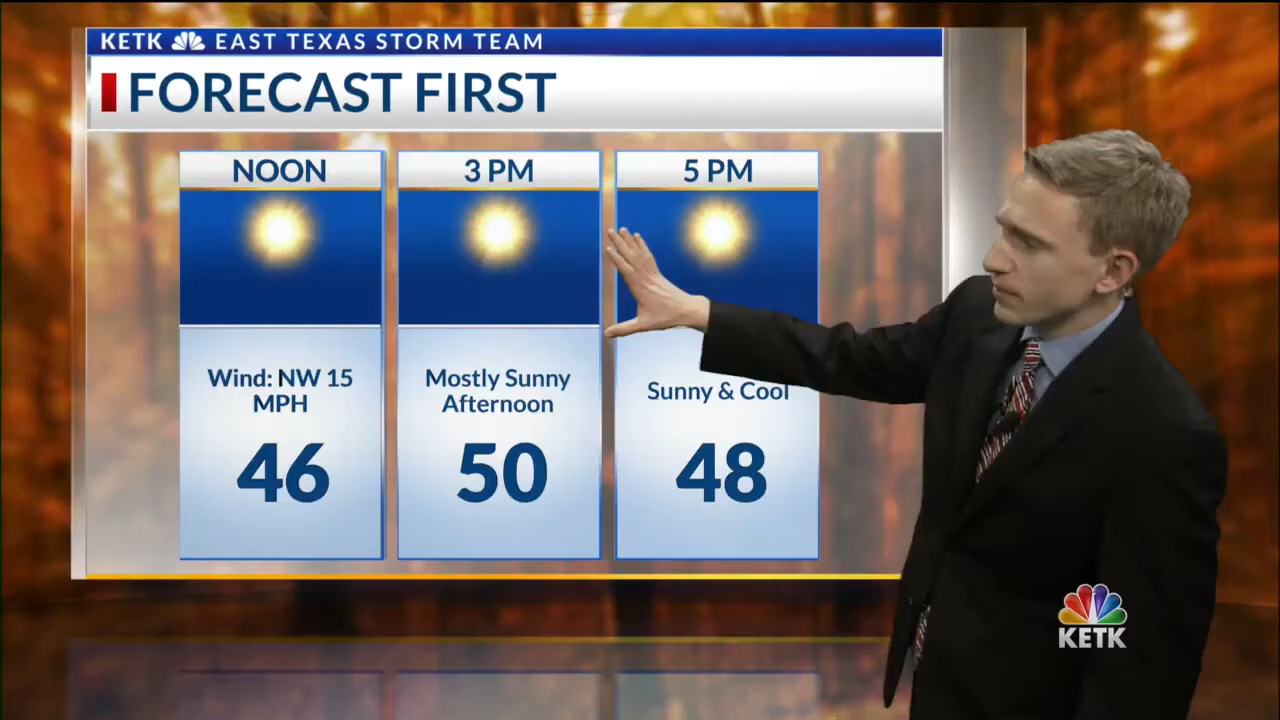 KETK EAST TEXAS STORM TEAM
FORECAST FIRST
NOON
Wind: NW 15
MPH
46
3 PM
Mostly Sunny
Afternoon
50
5 PM
Sunny & Cool
48
KETK